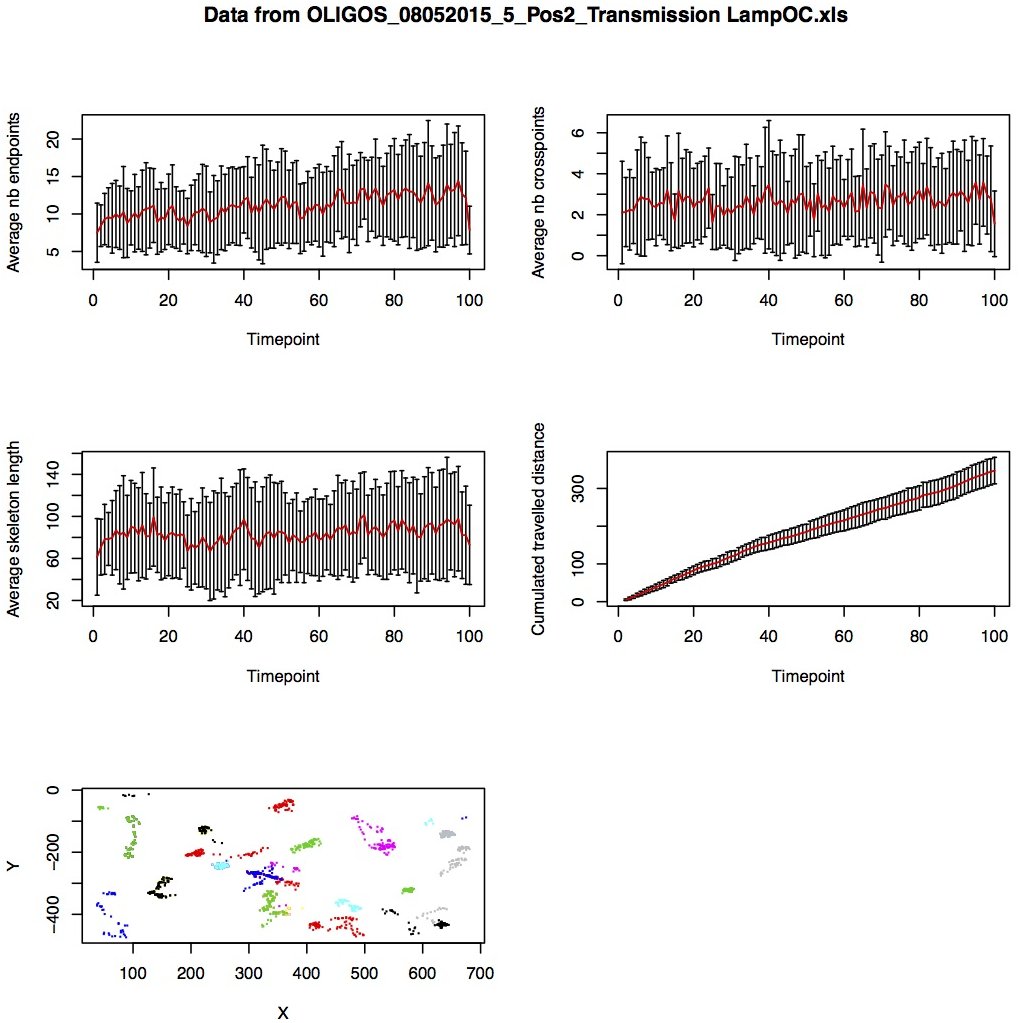 Data from OLIGOS_08052015_5_Pos2_Transmission LampOC.xls
Average nb endpoints
5 10 15 20
0 20 40 60 80 100
Timepoint
Average nb crosspoints
0 2 4 6
0 20 40 60 80 100
Timepoint
Average skeleton length
20 60 100 140
0 20 40 60 80 100
Timepoint
Cumulated travelled distance
0 100 300
0 20 40 60 80 100
Timepoint
Y
−400 −200 0
100 200 300 400 500 600 700
X